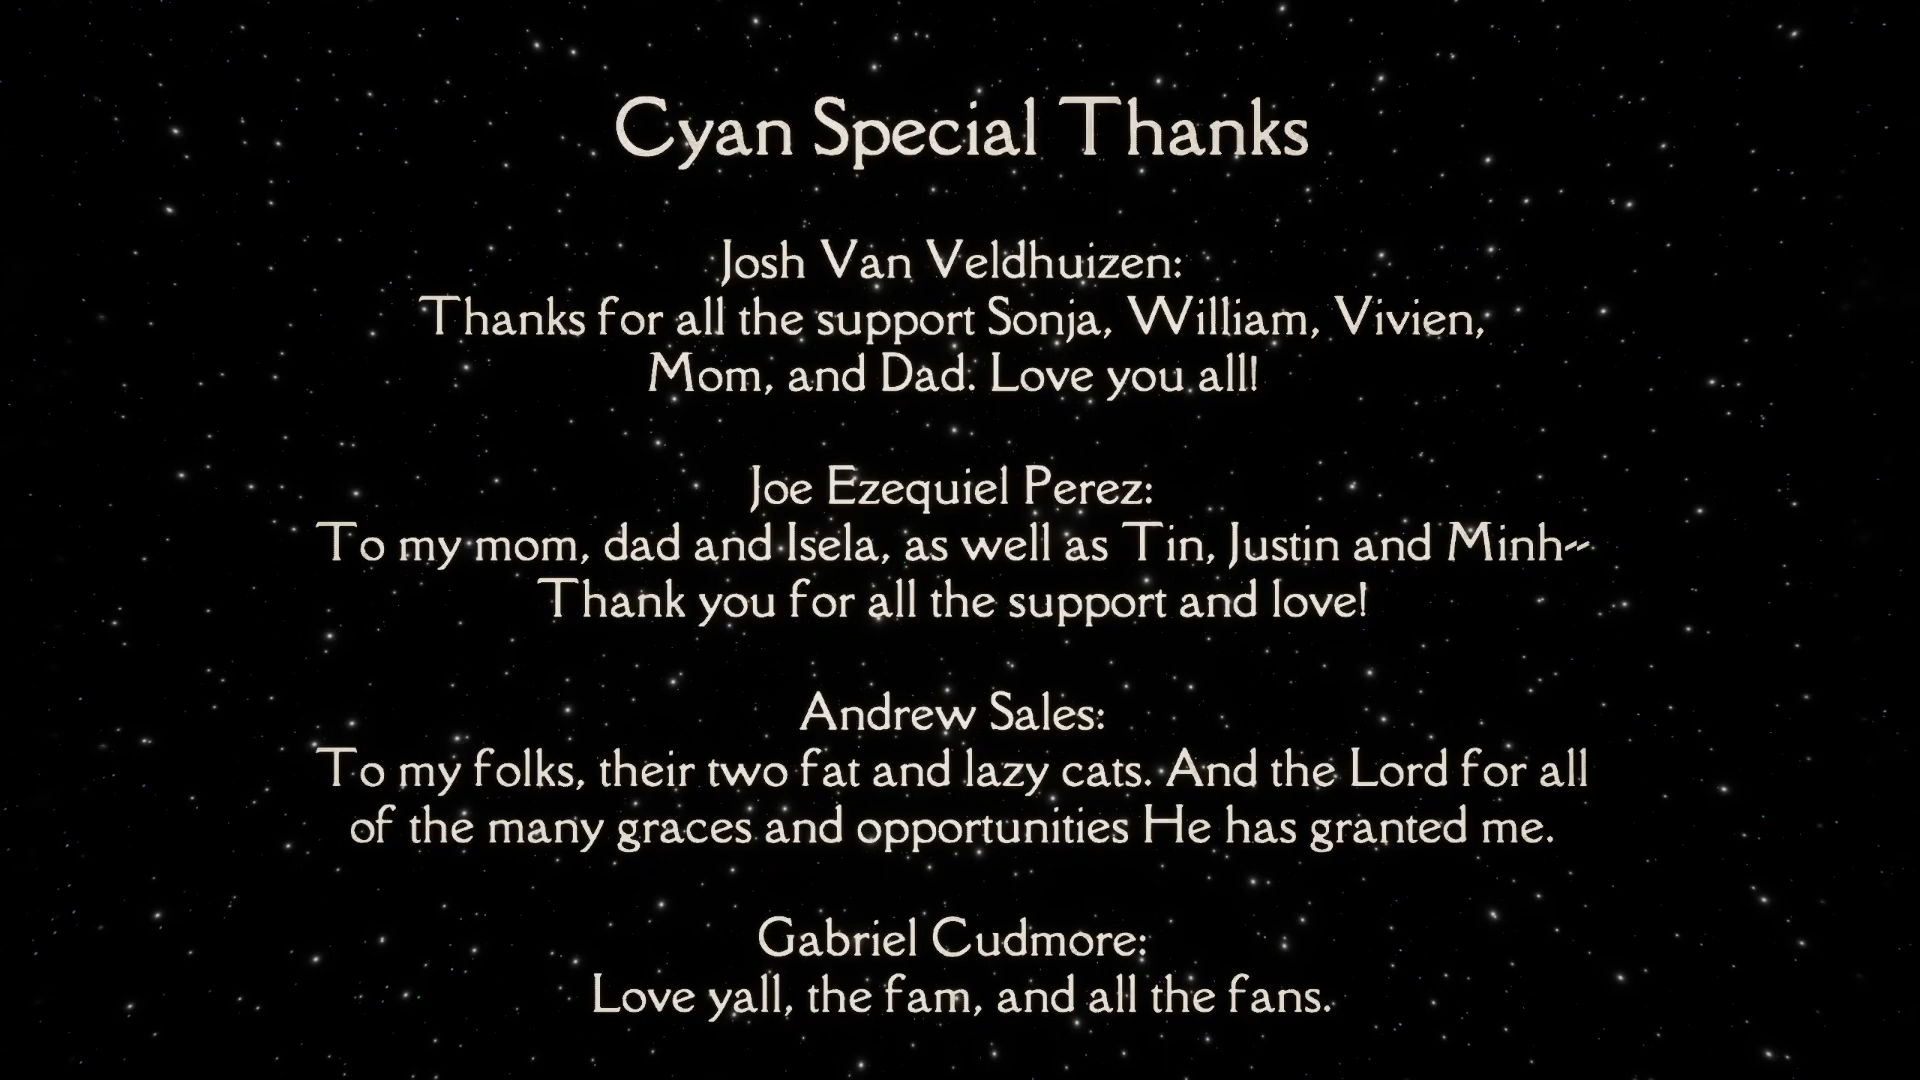 Cyan Special Thanks
Josh Van Veldhuizen:
Thanks for all the support Sonja, William, Vivien,
Mom, and Dad. Love you all!
Joe Ezequiel Perez:
To my mom, dad and Isela, as well as Tin, Justin and Minh--
Thank you for all the support and love!
Andrew Sales:
To my folks, their two fat and lazy cats. And the Lord for all
of the many graces and opportunities He has granted me.
Gabriel Cudmore:
Love yall, the fam, and all the fans.